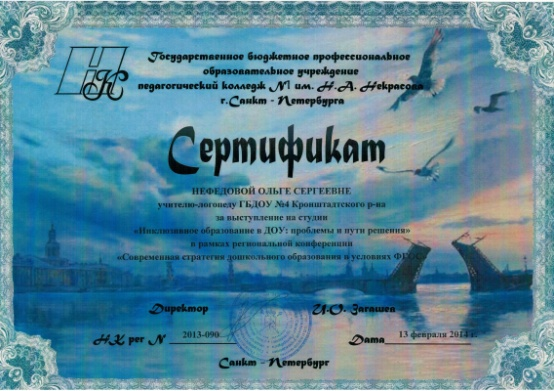 НК
Государственное бюджетное профессиональное
образовательное учреждение
педагогический колледж №1 им. Н.А. Некрасова
г.Санкт - Петербурга
Сертификат
НЕФЕДОВОЙ ОЛЬГЕ СЕРГЕЕВНЕ
учителю-логопеду ГБДОУ №4 Кронштадтского р-на
за выступление на студии
«Инклюзивное образование в ДОУ: проблемы и пути решения»
в рамках региональной конференции
«Современная стратегия дошкольного образования в условиях ФГОС»
Директор И.О. Загашев
НК рег № 2013-090
Дата 13 февраля 2014 г.
Санкт - Петербург